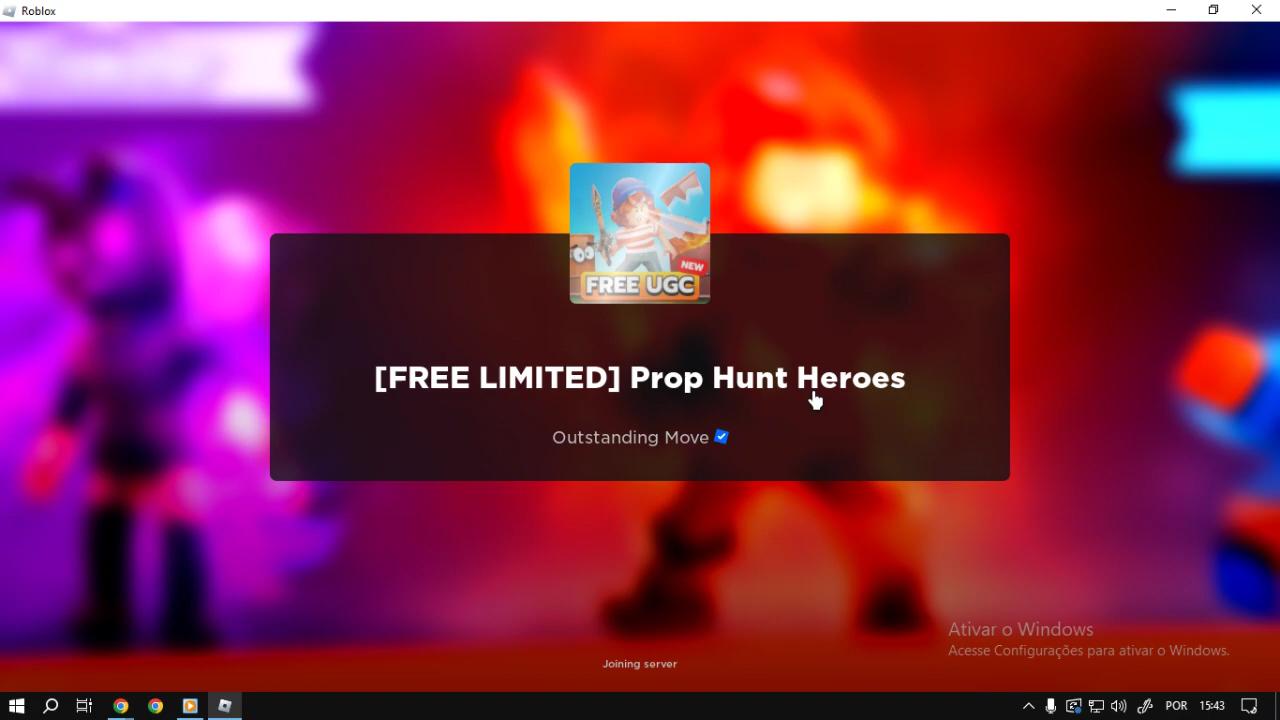 Roblox
NEW
FREE UGC
[FREE LIMITED] Prop Hunt Heroes
Outstanding Move
Ativar o Windows
Acesse Configurações para ativar o Windows.
Joining server
POR
15:43